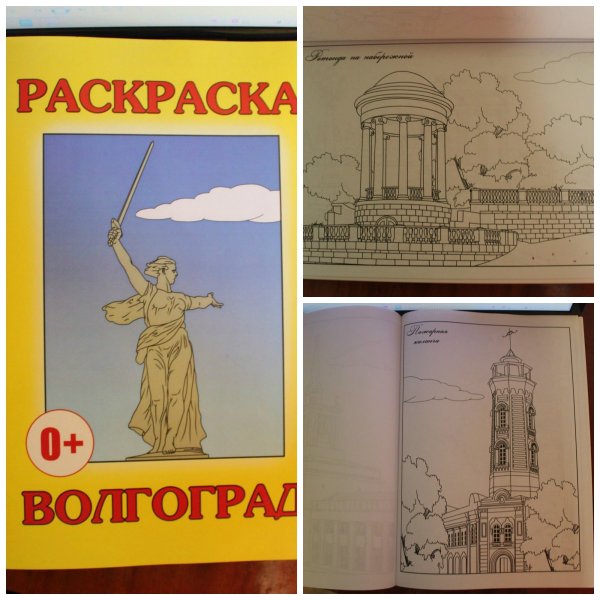 РАСКРАСКА
0+
ВОЛГОГРАД
Ротонда на набережной
Пожарная
каланча